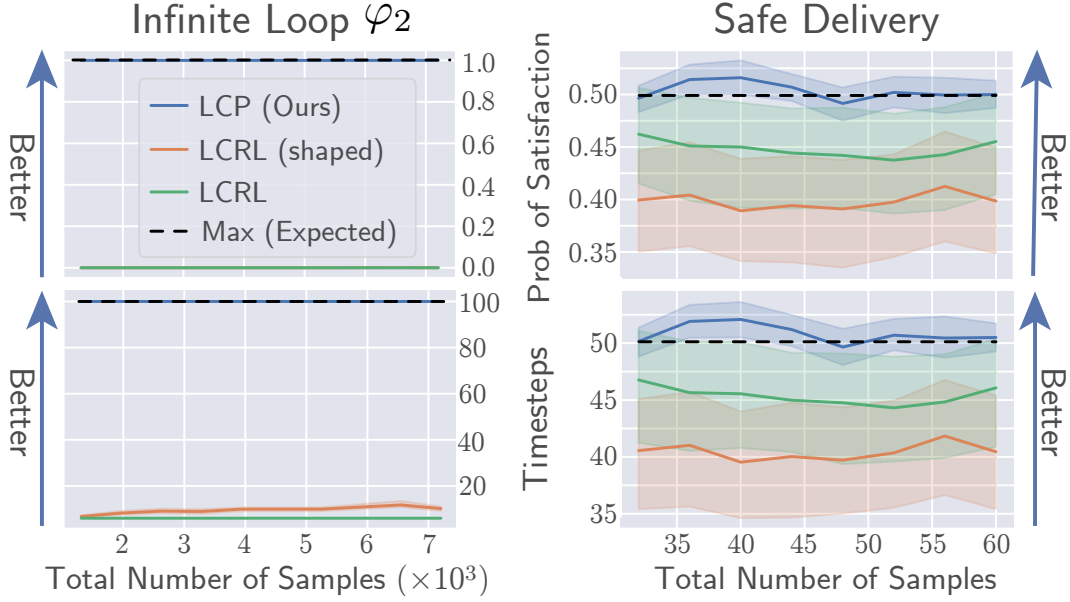 Infinite Loop φ2
Safe Delivery
Better
1.0
0.8
0.6
0.4
0.2
0.0
LCP (Ours)
LCRL (shaped)
LCRL
Max (Expected)
Prob of Satisfaction
0.50
0.45
0.40
0.35
Better
Better
100
80
60
40
20
2 3 4 5 6 7
Total Number of Samples (×10³)
Timesteps
50
45
40
35
35 40 45 50 55 60
Total Number of Samples
Better